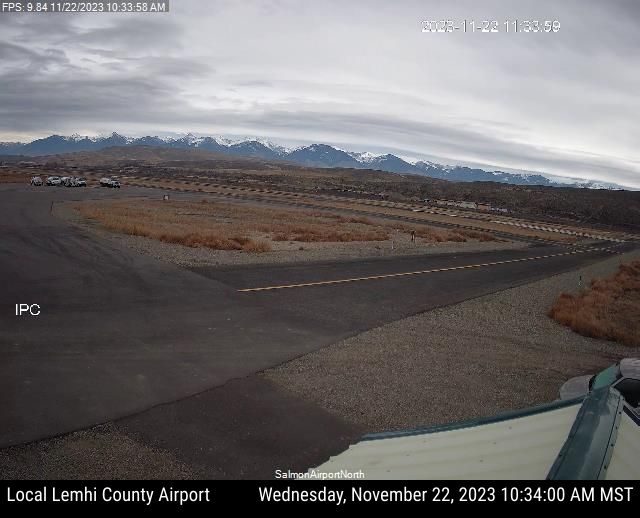 FPS: 9.84 11/22/2023 10:33:58 AM
2023-11-22 11:33:59
IPC
SalmonAirportNorth
Local Lemhi County Airport Wednesday, November 22, 2023 10:34:00 AM MST